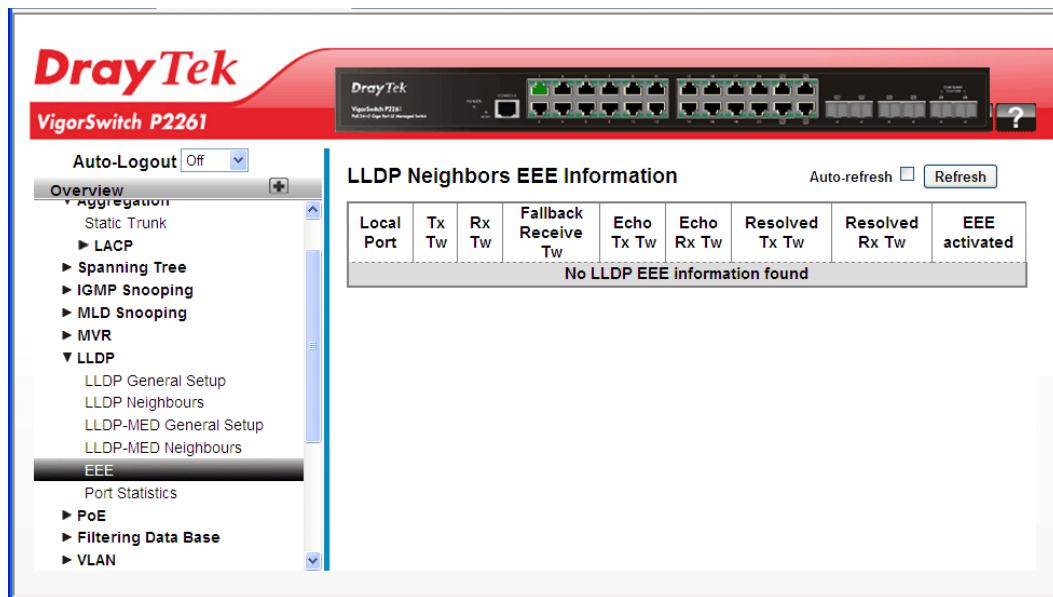 DrayTek
VigorSwitch P2261
DrayTek
VigorSwitch P2261
?
Auto-Logout Off
Overview
Aggregation
Static Trunk
LACP
Spanning Tree
IGMP Snooping
MLD Snooping
MVR
LLDP
LLDP General Setup
LLDP Neighbours
LLDP-MED General Setup
LLDP-MED Neighbours
EEE
Port Statistics
PoE
Filtering Data Base
VLAN
LLDP Neighbors EEE Information
Auto-refresh Refresh
Local Port Tx Tw Rx Tw Fallback Receive Tw Echo Tx Tw Echo Rx Tw Resolved Tx Tw Resolved Rx Tw EEE activated
No LLDP EEE information found